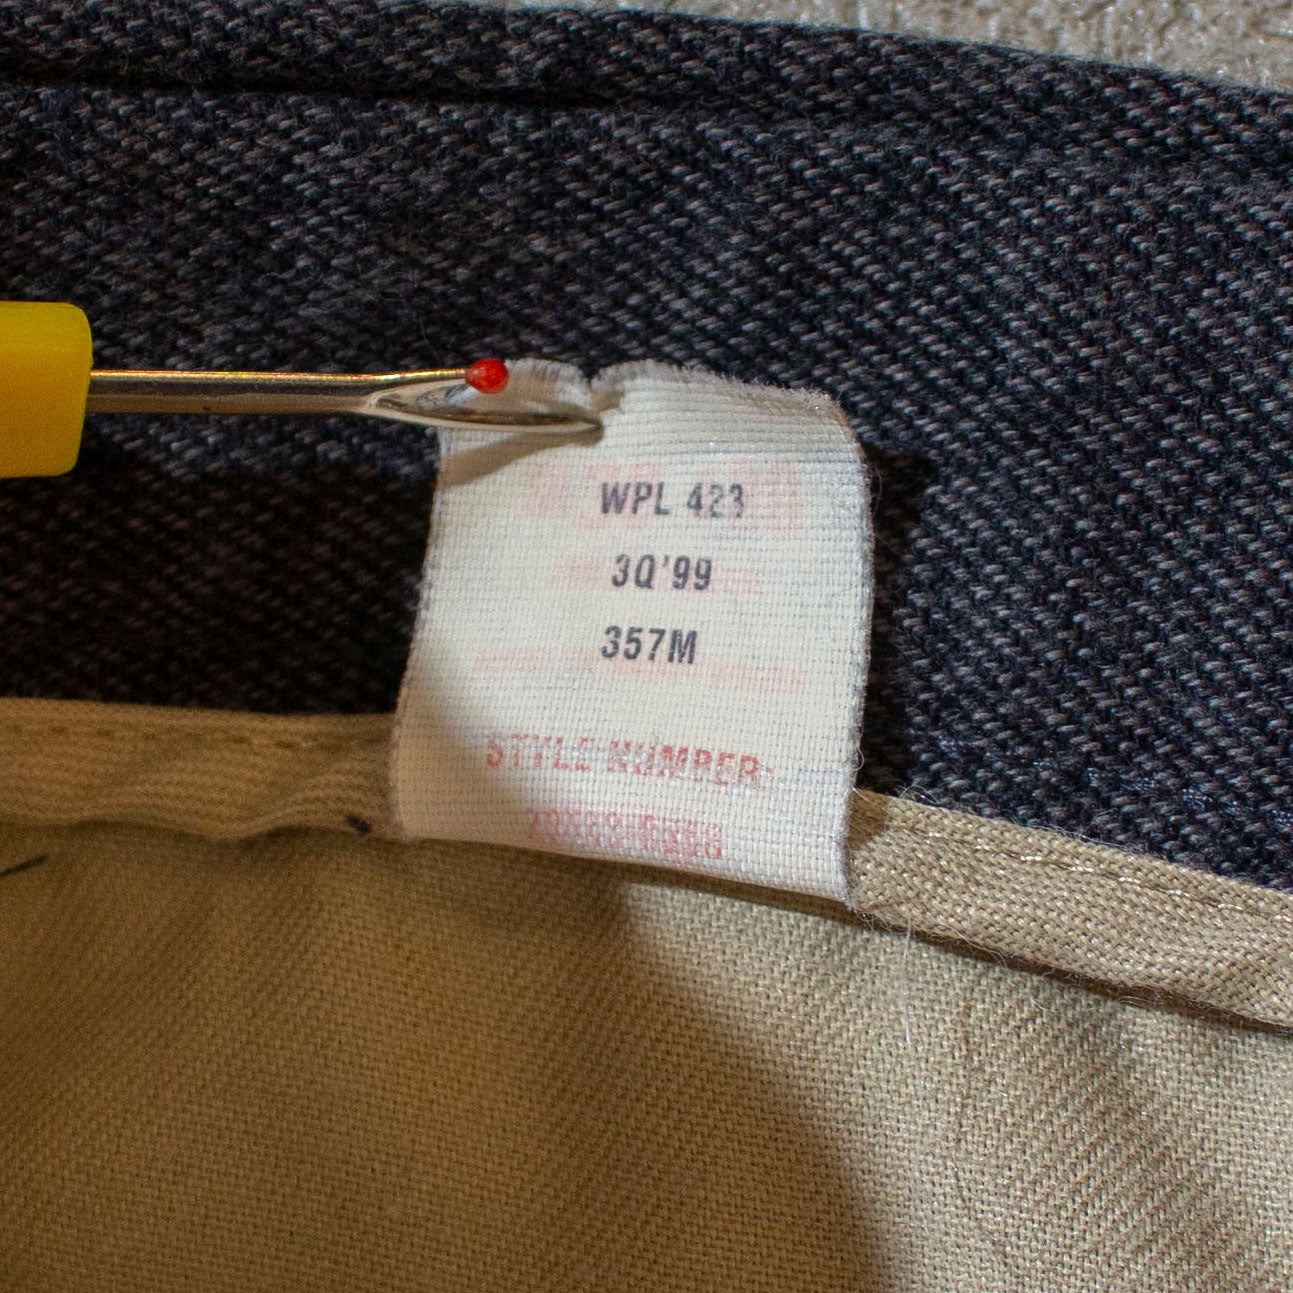 WPL 423
3Q'99
357M
STYLE NUMBER